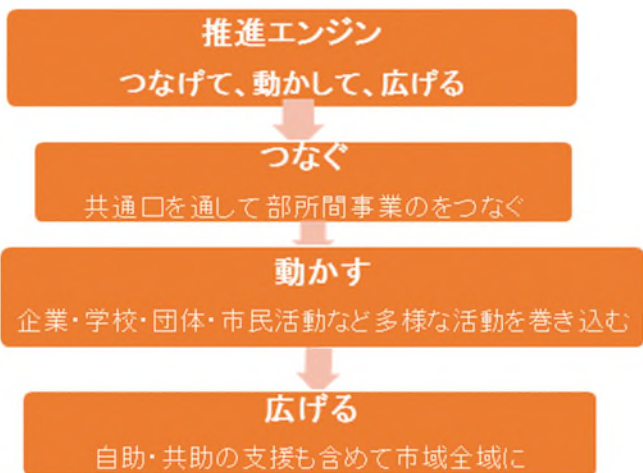 推進エンジン
つなげて、動かして、広げる
つなぐ
共通口を通して部所間事業のをつなぐ
動かす
企業・学校・団体・市民活動など多様な活動を巻き込む
広げる
自助・共助の支援も含めて市域全域に